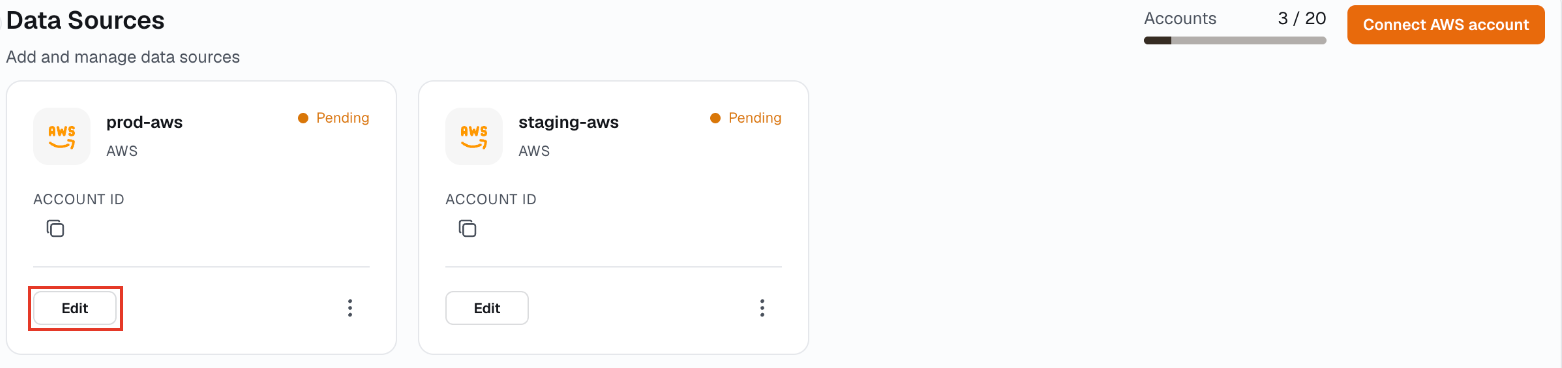 Data Sources
Accounts 3 / 20
Connect AWS account
Add and manage data sources
AWS
prod-aws
Pending
AWS
ACCOUNT ID
Edit
AWS
staging-aws
Pending
AWS
ACCOUNT ID
Edit